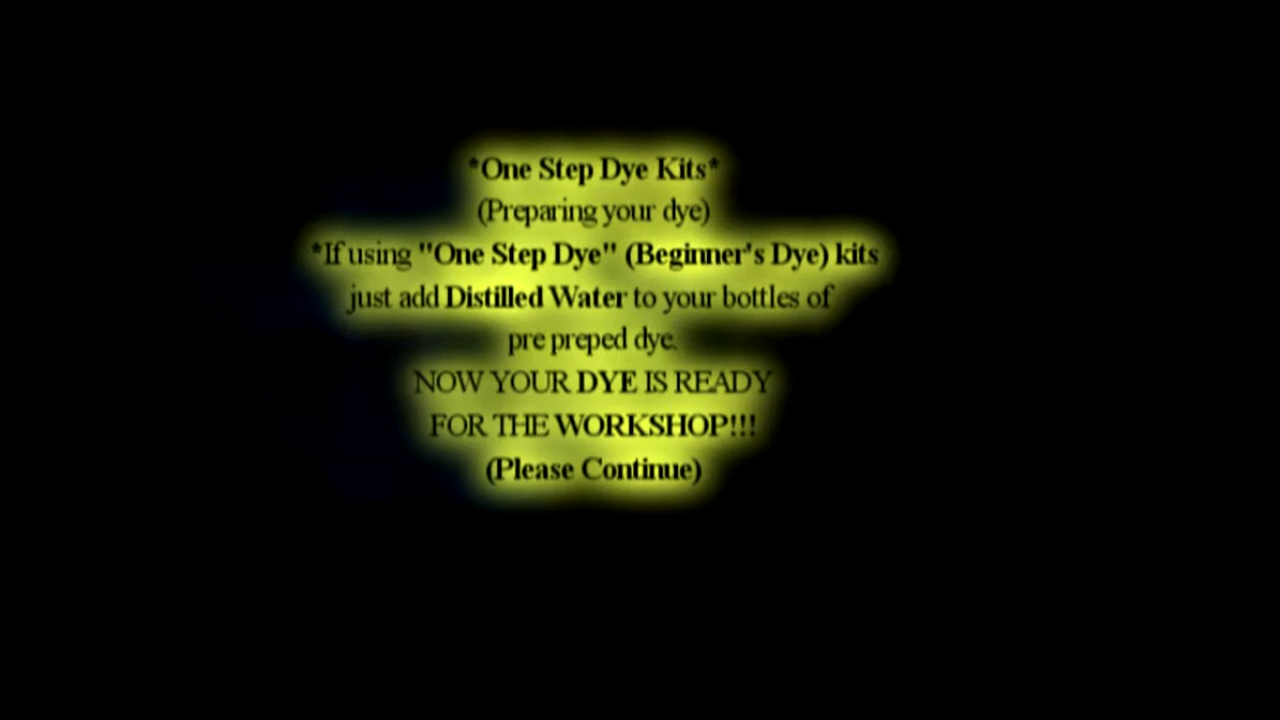 *One Step Dye Kits*
(Preparing your dye)
*If using "One Step Dye" (Beginner's Dye) kits
just add Distilled Water to your bottles of
pre preped dye.
NOW YOUR DYE IS READY
FOR THE WORKSHOP!!!
(Please Continue)